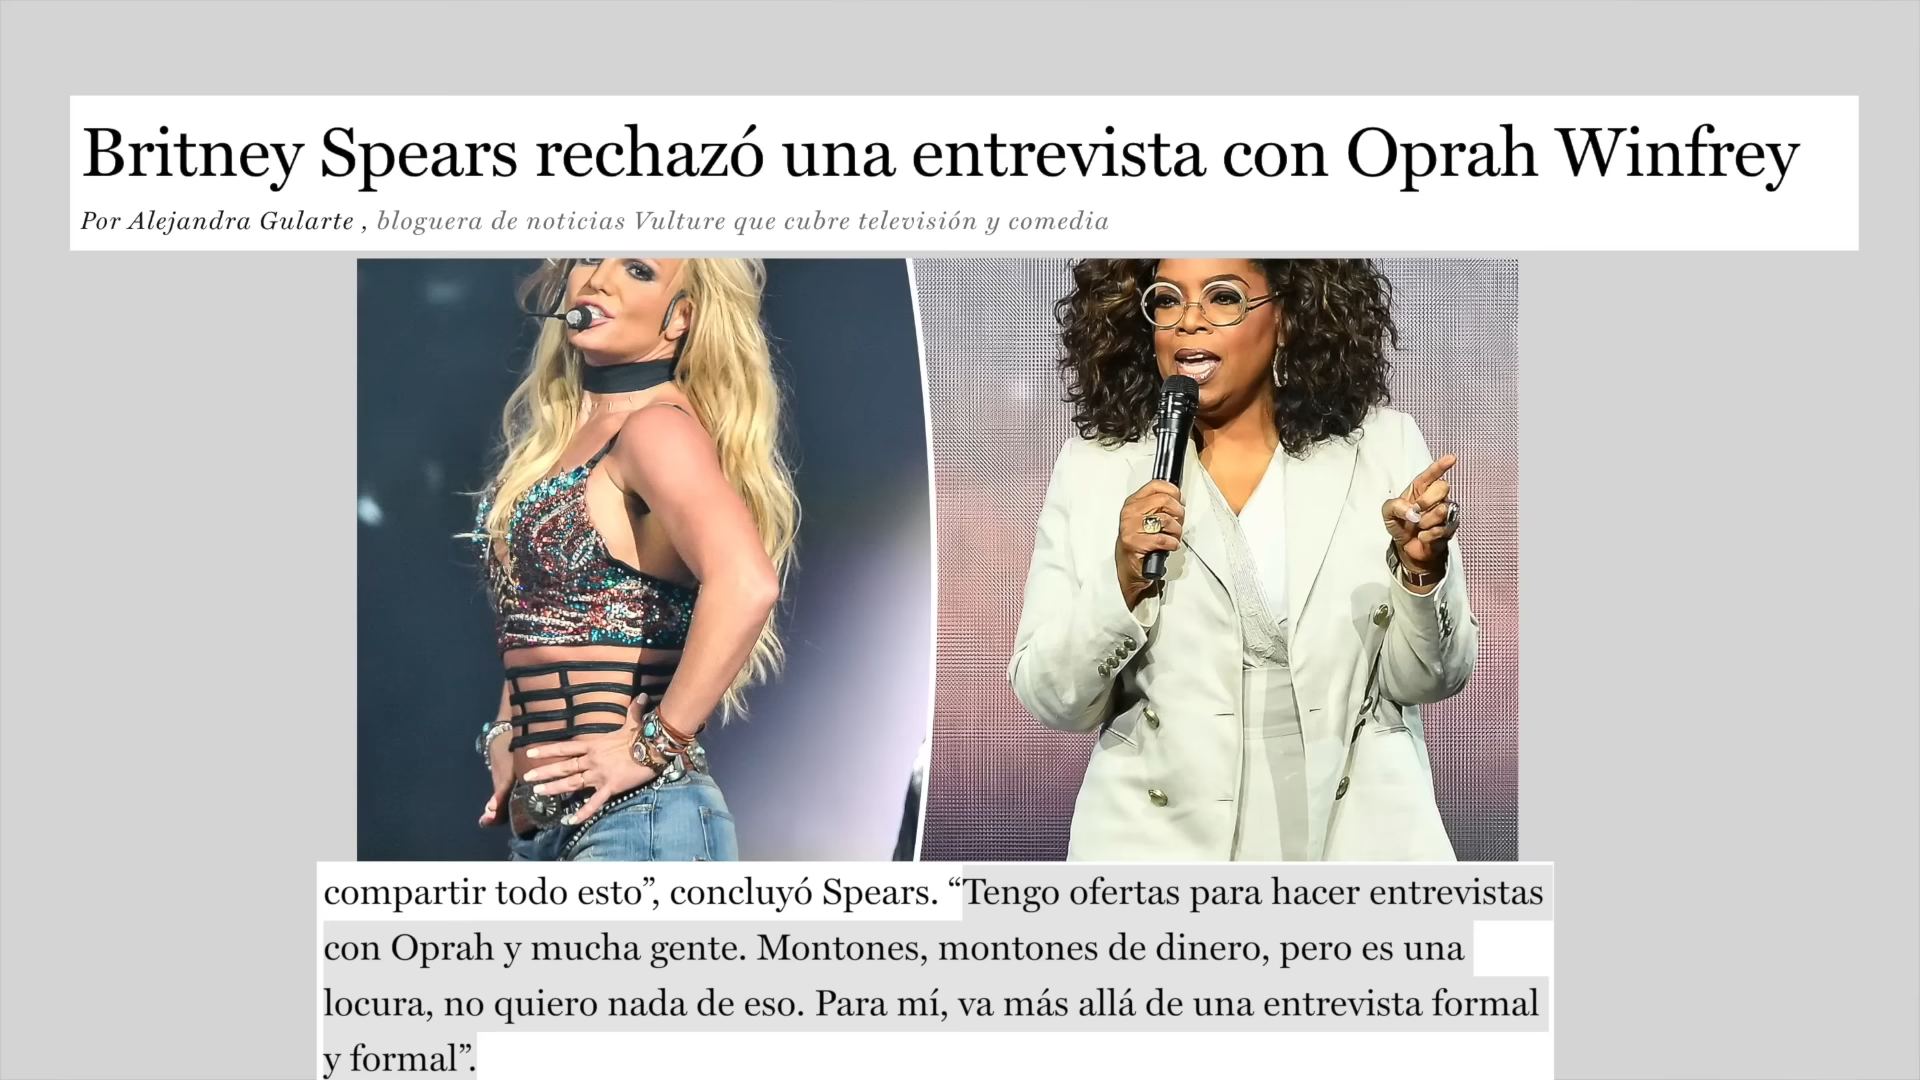 Britney Spears rechazó una entrevista con Oprah Winfrey
Por Alejandra Gularte , bloguera de noticias Vulture que cubre televisión y comedia
compartir todo esto”, concluyó Spears. “Tengo ofertas para hacer entrevistas
con Oprah y mucha gente. Montones, montones de dinero, pero es una
locura, no quiero nada de eso. Para mí, va más allá de una entrevista formal
y formal”.